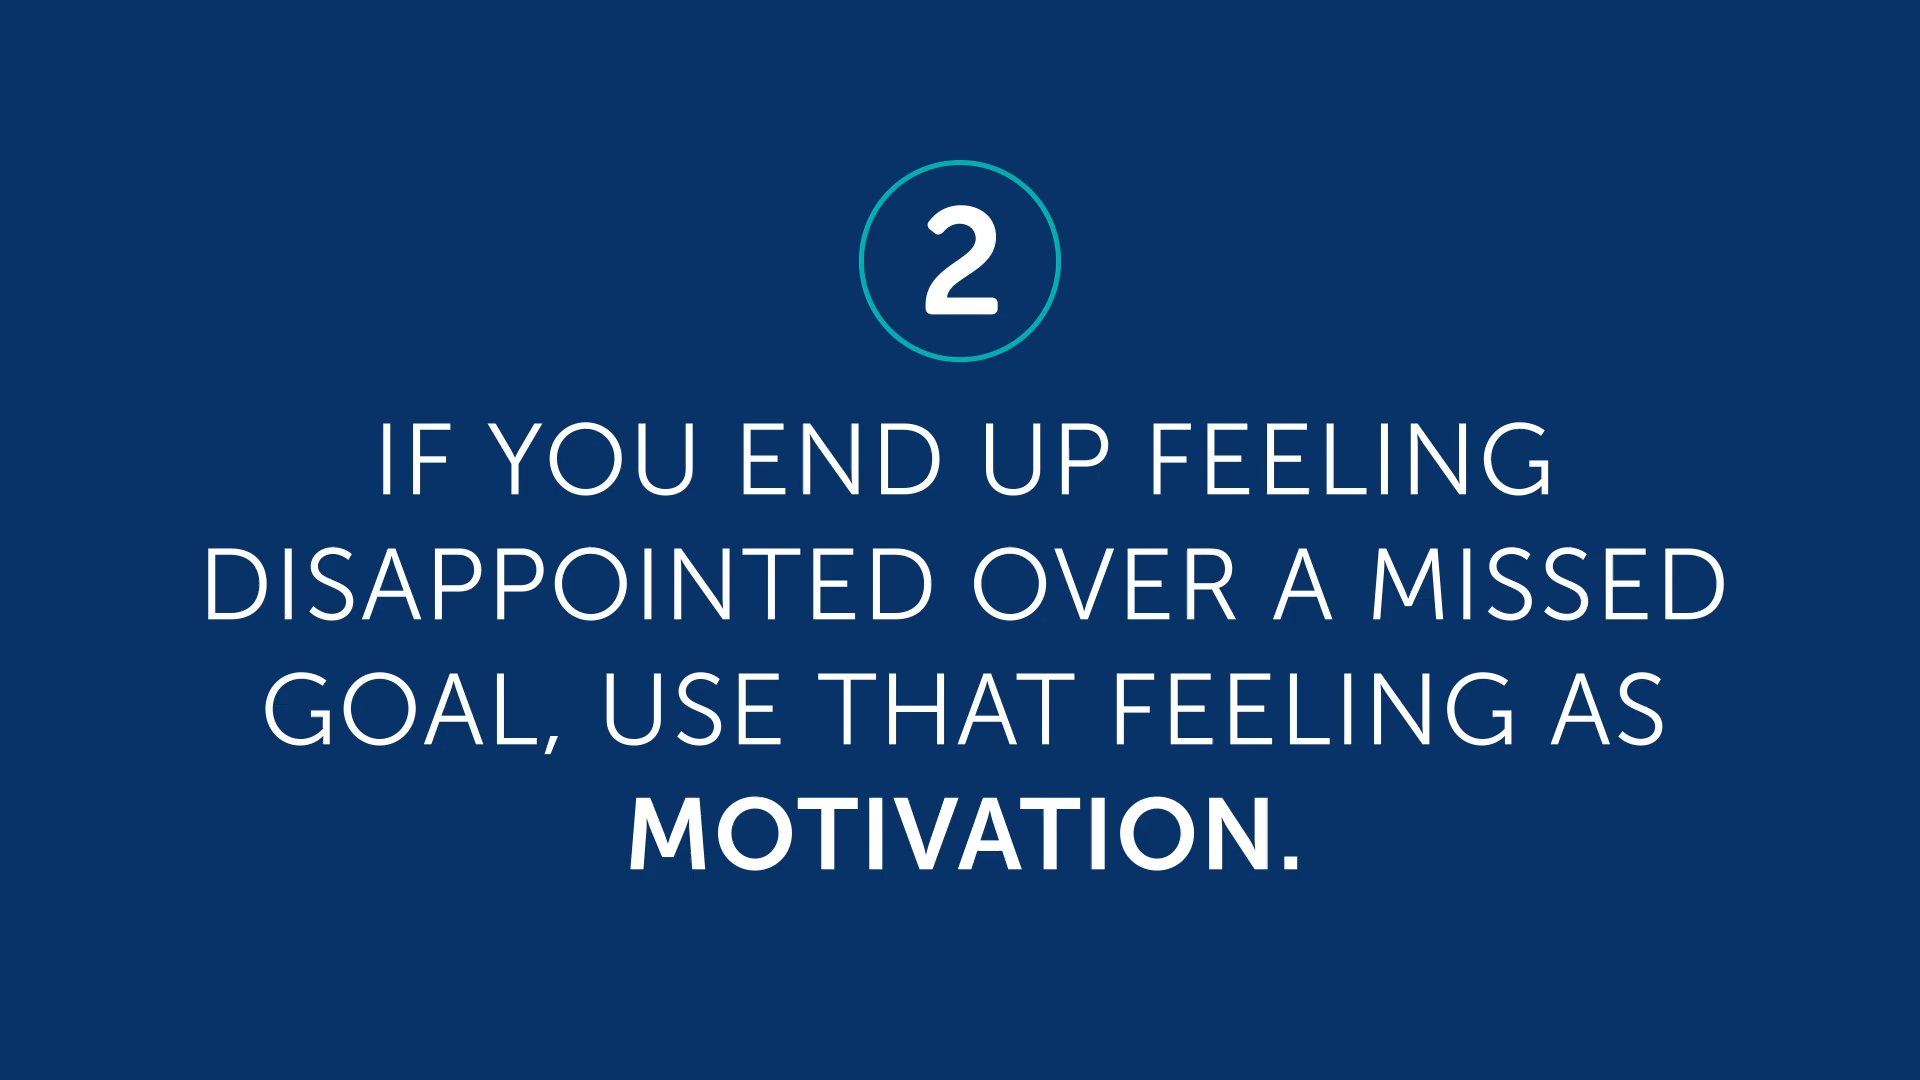 2
IF YOU END UP FEELING
DISAPPOINTED OVER A MISSED
GOAL, USE THAT FEELING AS
MOTIVATION.